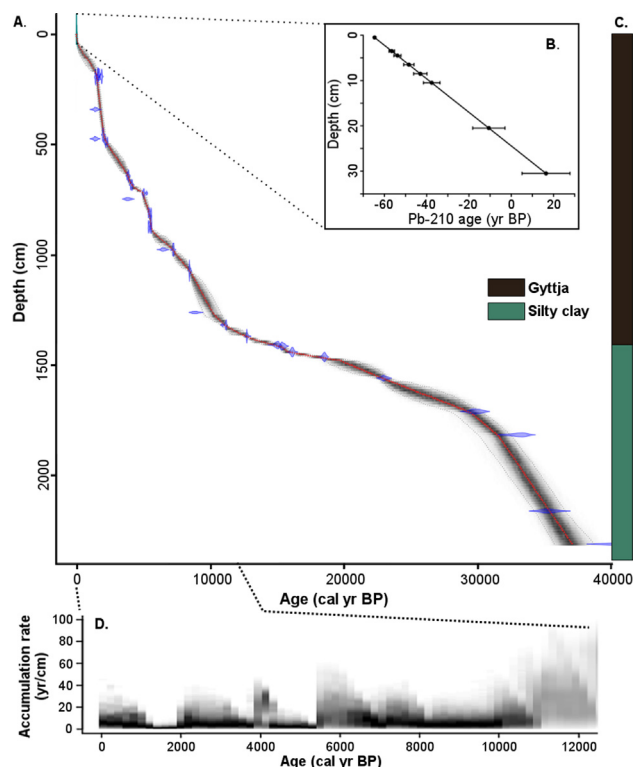 A.
B.
C.
0
500
1000
1500
2000
Depth (cm)
0
10
20
30
Depth (cm)
-60
-40
-20
0
20
Pb-210 age (yr BP)
Gyttja
Silty clay
0
10000
20000
30000
40000
Age (cal yr BP)
D.
100
80
60
40
20
0
Accumulation rate
(yr/cm)
0
2000
4000
6000
8000
10000
12000
Age (cal yr BP)